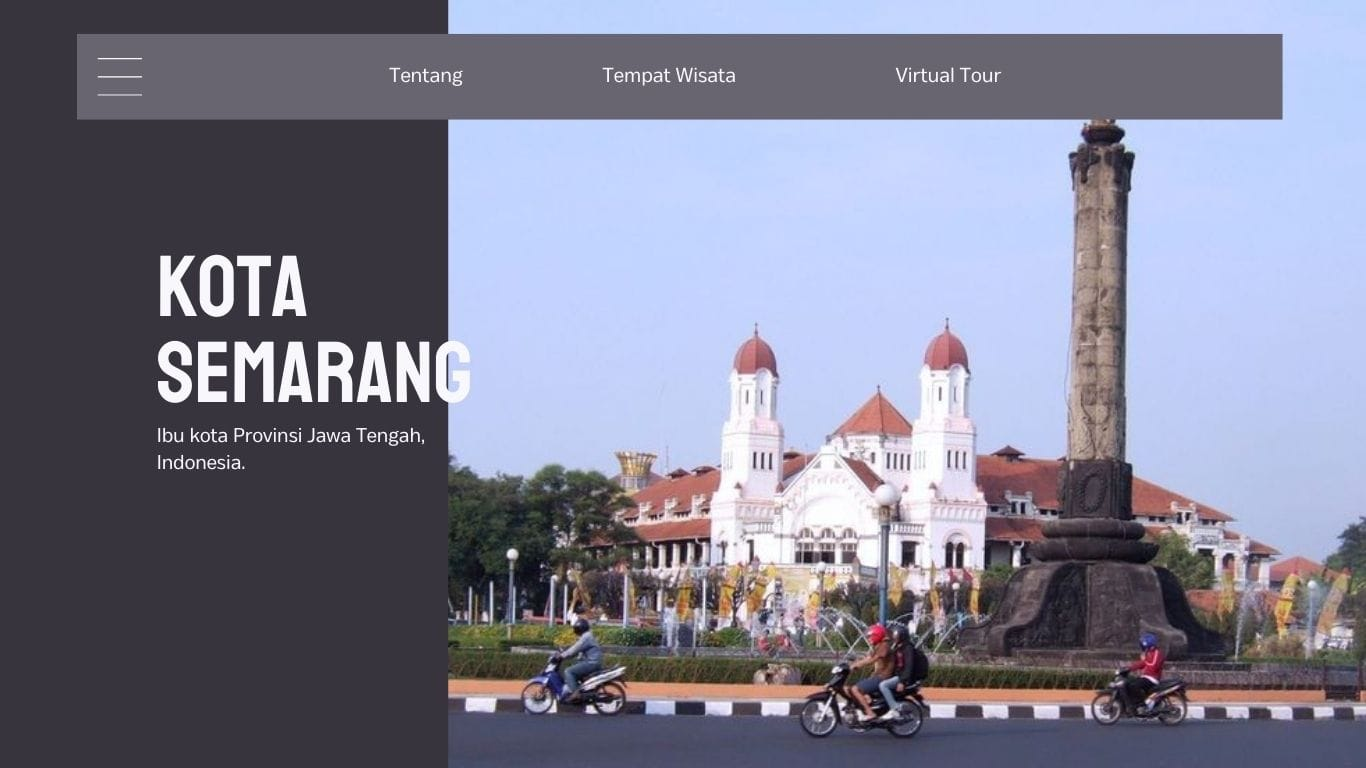 Tentang
Tempat Wisata
Virtual Tour
KOTA
SEMARANG
Ibu kota Provinsi Jawa Tengah,
Indonesia.